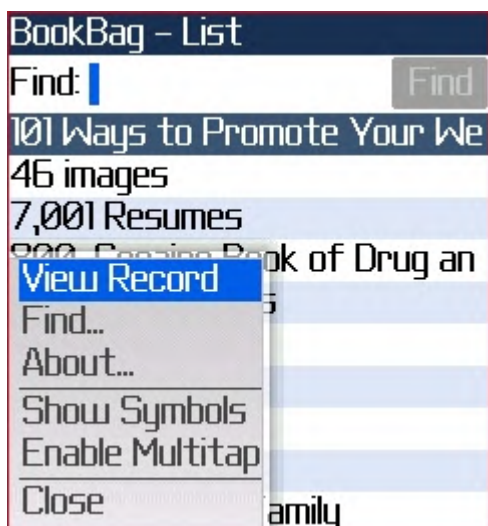 BookBag - List
Find: Find
101 Ways to Promote Your We
46 images
7,001 Resumes
ok of Drug an
View Record
Find...
About...
Show Symbols
Enable Multitap
Close
amily